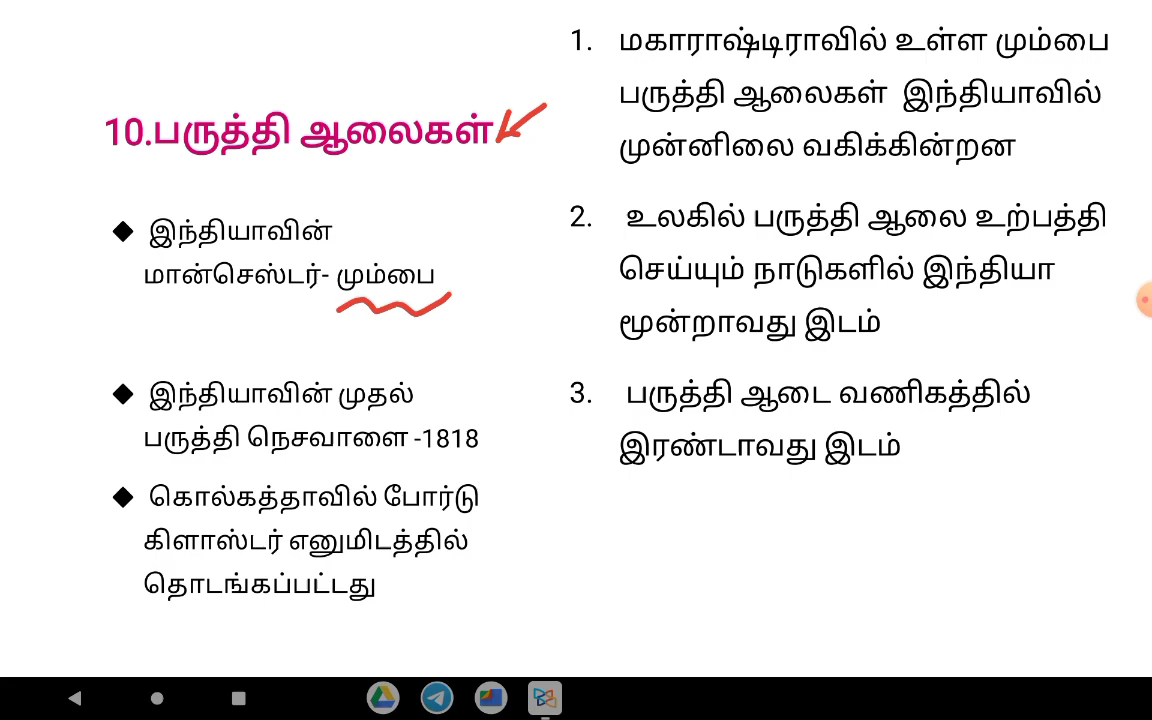 10.பருத்தி ஆலைகள்
◆ இந்தியாவின்
மான்செஸ்டர்- மும்பை
◆ இந்தியாவின் முதல்
பருத்தி நெசவாளை -1818
◆ கொல்கத்தாவில் போர்டு
கிளாஸ்டர் எனுமிடத்தில்
தொடங்கப்பட்டது
1. மகாராஷ்டிராவில் உள்ள மும்பை
பருத்தி ஆலைகள் இந்தியாவில்
முன்னிலை வகிக்கின்றன
2. உலகில் பருத்தி ஆலை உற்பத்தி
செய்யும் நாடுகளில் இந்தியா
மூன்றாவது இடம்
3. பருத்தி ஆடை வணிகத்தில்
இரண்டாவது இடம்